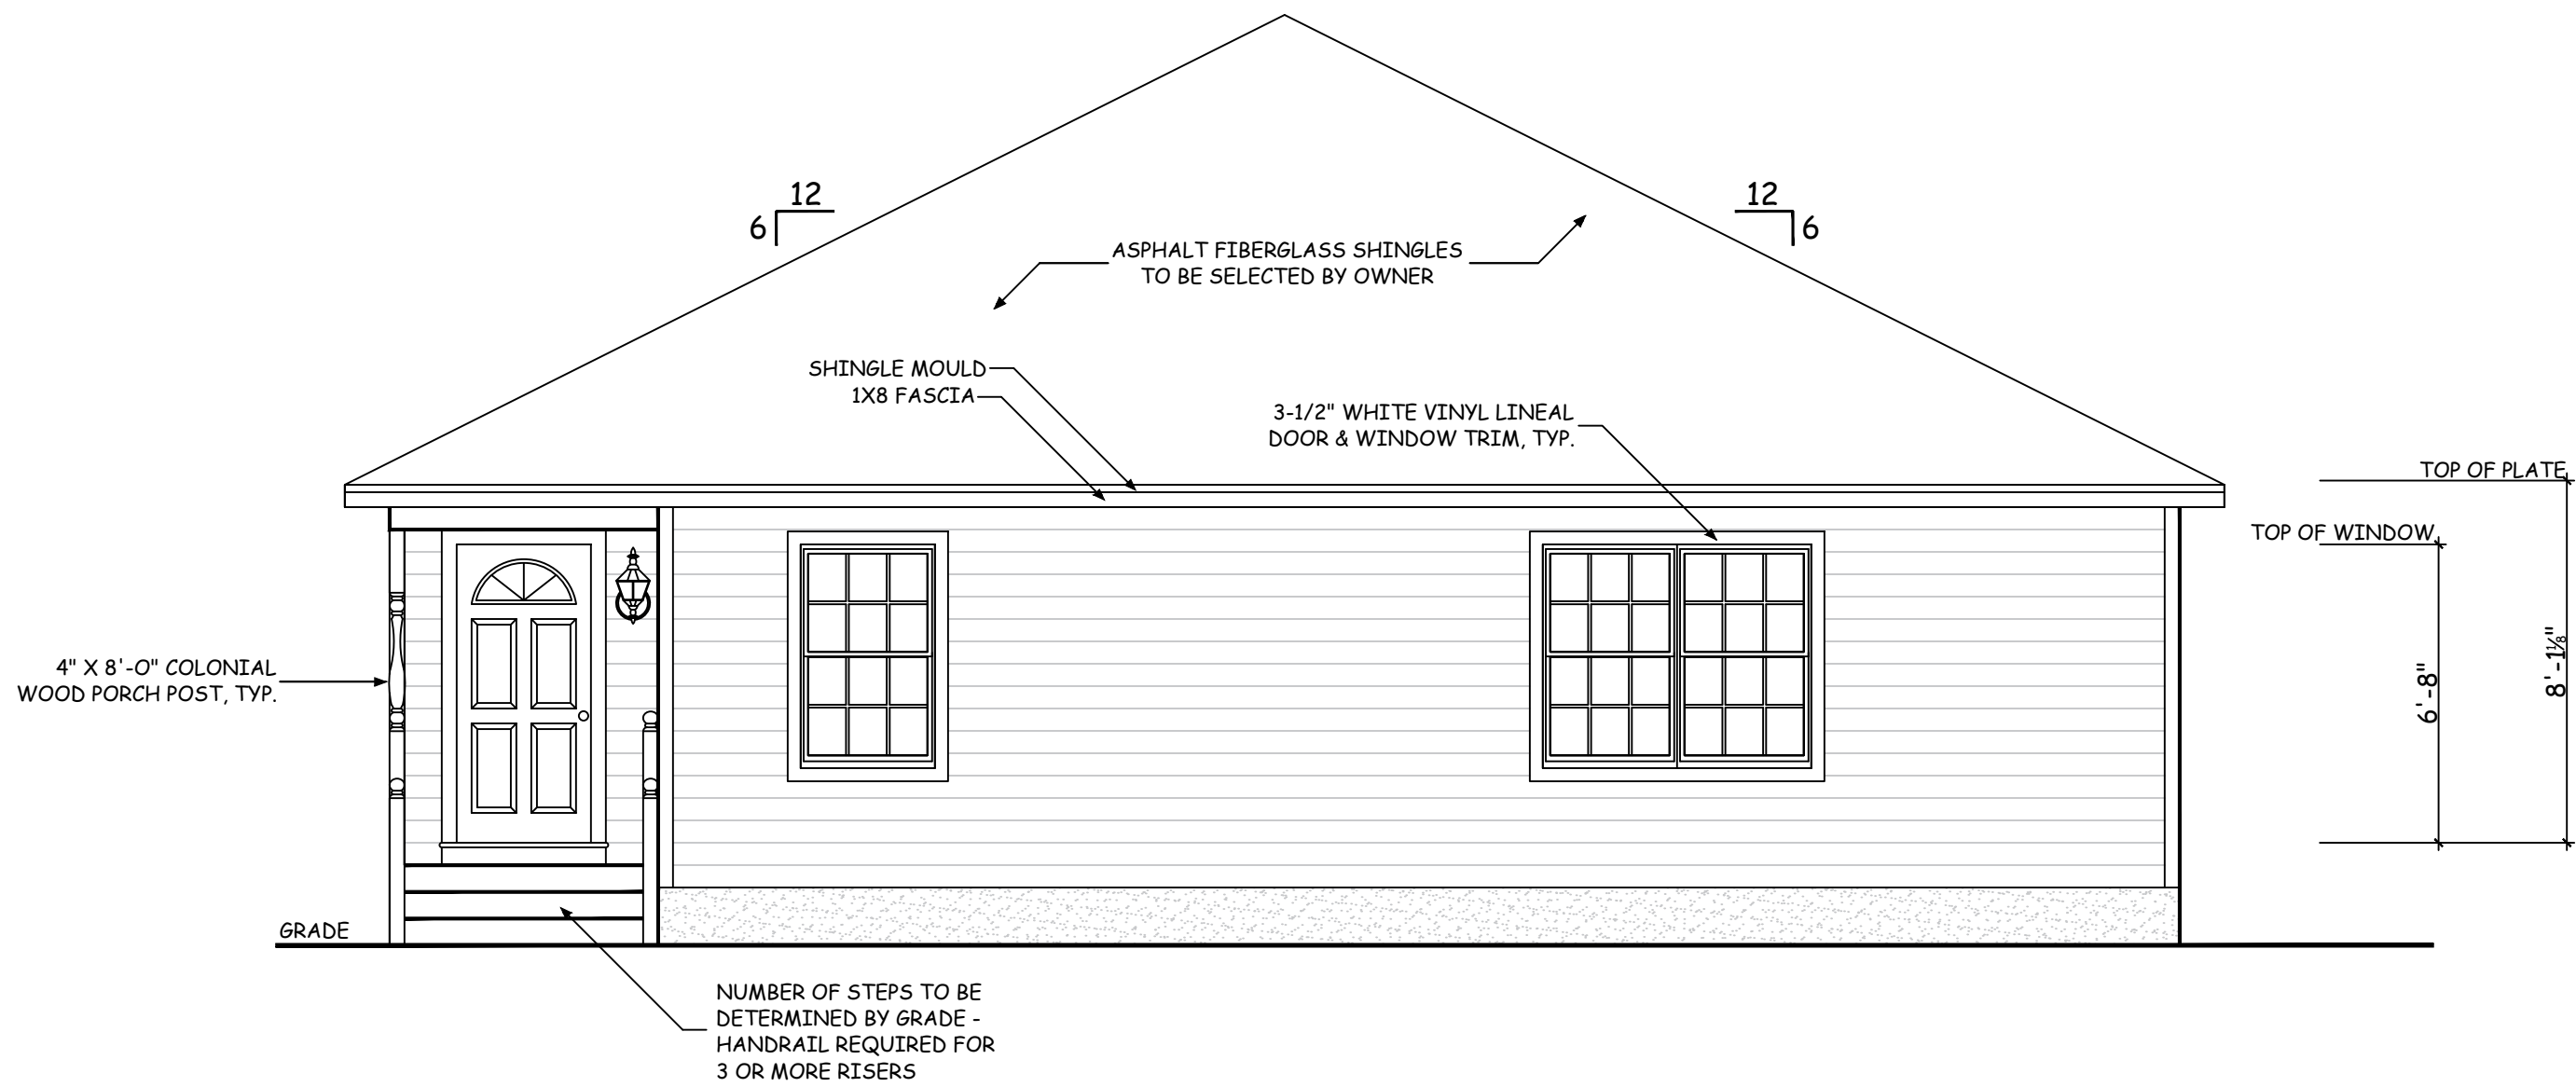 12
6
12
6
ASPHALT FIBERGLASS SHINGLES
TO BE SELECTED BY OWNER
SHINGLE MOULD
1X8 FASCIA
3-1/2" WHITE VINYL LINEAL
DOOR & WINDOW TRIM, TYP.
TOP OF PLATE
TOP OF WINDOW
4" X 8'-0" COLONIAL
WOOD PORCH POST, TYP.
6'-8"
8'-1⅛"
GRADE
NUMBER OF STEPS TO BE
DETERMINED BY GRADE -
HANDRAIL REQUIRED FOR
3 OR MORE RISERS